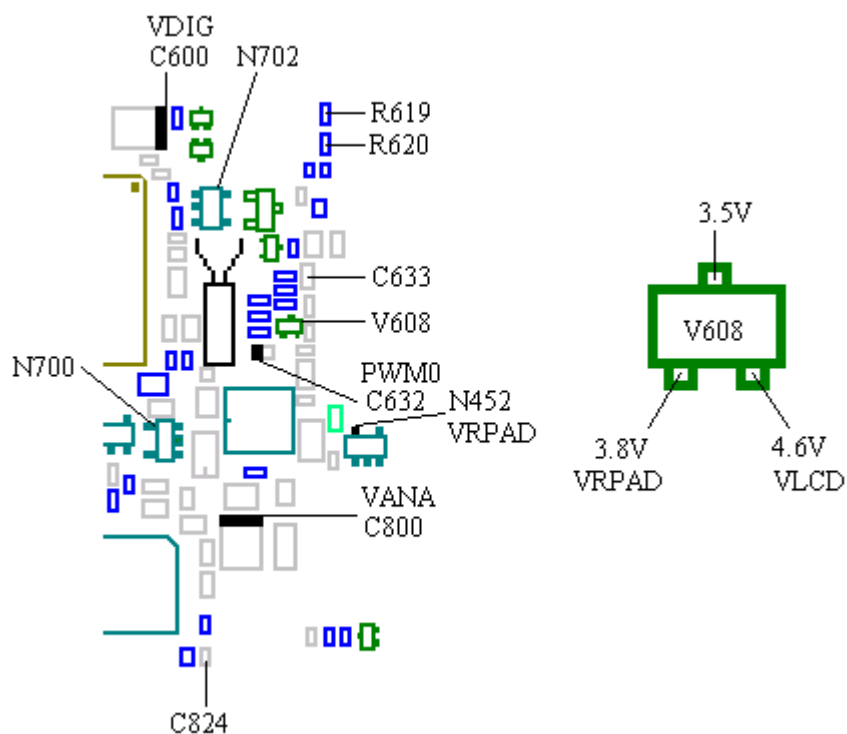 VDIG
C600
N702
R619
R620
C633
V608
N700
PWM0
C632
N452
VRPAD
VANA
C800
C824
3.5V
V608
3.8V
VRPAD
4.6V
VLCD